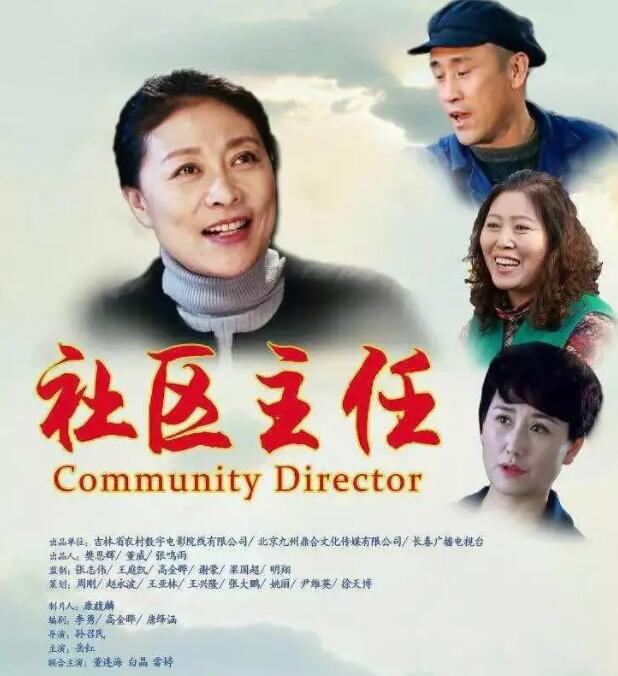 社区主任
Community Director
出品单位：吉林省农村数字电影院线有限公司/ 北京九州鼎合文化传媒有限公司/ 长春广播电视台
出品人：樊恩辉/ 董威/ 张鸣雨
监制：张志伟/ 王庭凯/ 高金晔/ 谢蒙/ 梁国超/ 明翔
策划：周刚/ 赵永波/ 王亚林/ 王兴隆/ 张大鹏/ 姚丽/ 尹维英/ 徐天博
制片人：康馥麟
编剧：李勇/ 高金晔/ 唐绎涵
导演：孙召民
主演：岳红
联合主演：董连海 白晶 雷婷